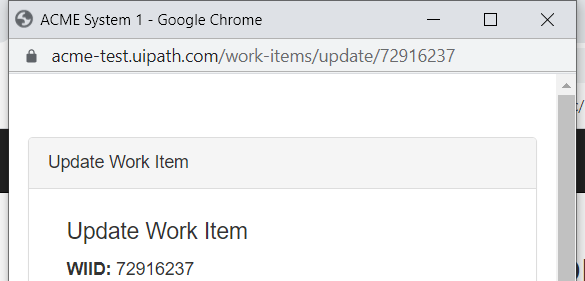 ACME System 1 - Google Chrome
acme-test.uipath.com/work-items/update/72916237
Update Work Item
Update Work Item
WIID: 72916237